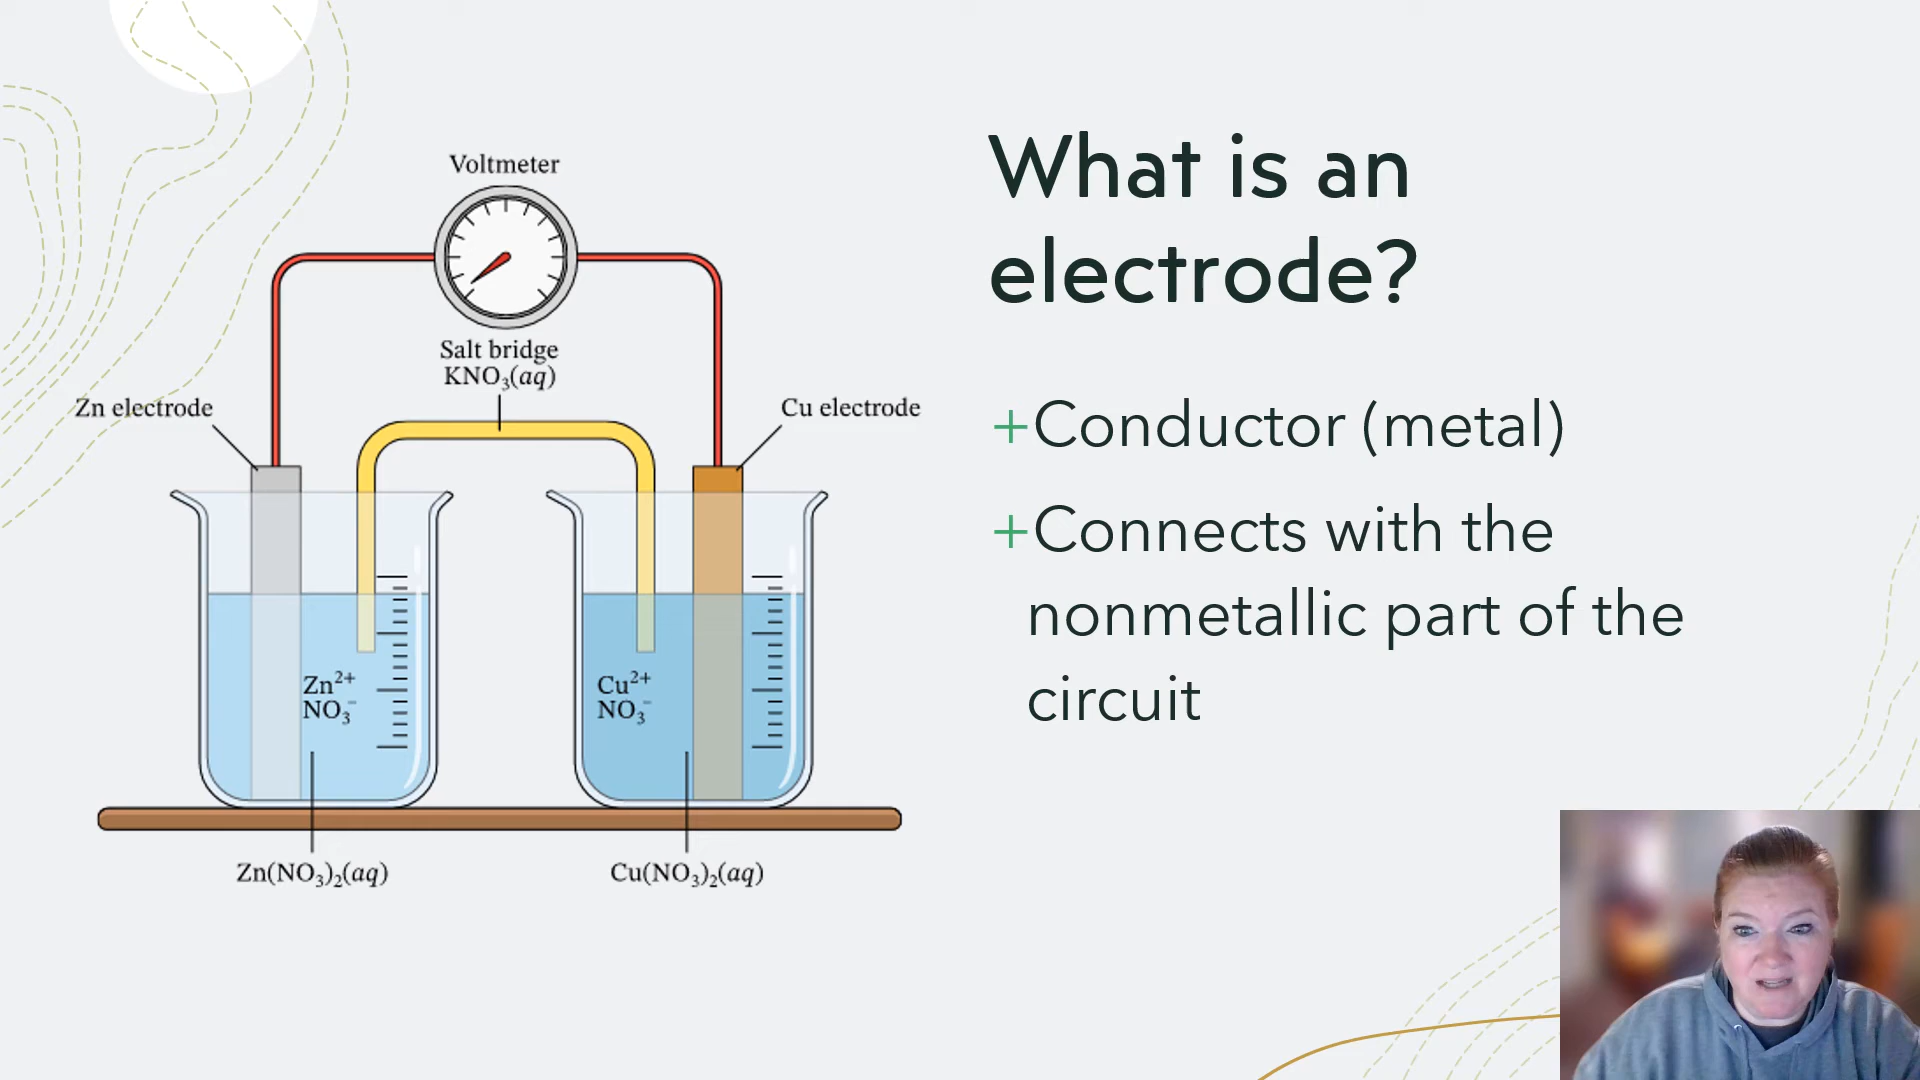 What is an
electrode?
+Conductor (metal)
+Connects with the
nonmetallic part of the
circuit
Voltmeter
Salt bridge
KNO₃(aq)
Zn electrode
Cu electrode
Zn²⁺
NO₃⁻
Cu²⁺
NO₃⁻
Zn(NO₃)₂(aq)
Cu(NO₃)₂(aq)